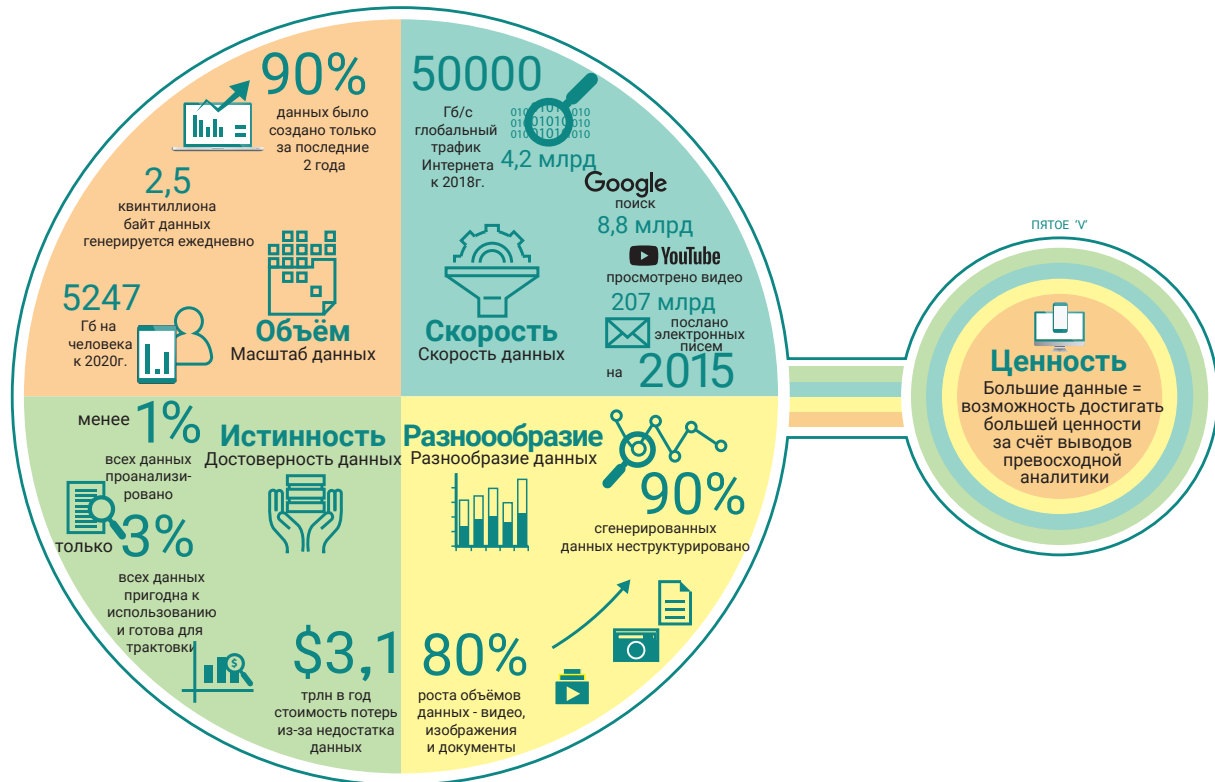 90%
данных было
создано только
за последние
2 года
2,5
квинтиллиона
байт данных
генерируется ежедневно
5247
Гб на
человека
к 2020г.
Объём
Масштаб данных
50000
Гб/с
глобальный
трафик
Интернета
к 2018г.
010101010010
010101010010
010101010010
4,2 млрд
Google
поиск
8,8 млрд
YouTube
просмотрено видео
207 млрд
послано
электронных
писем
на 2015
Скорость
Скорость данных
менее 1%
всех данных
проанализи-
ровано
только 3%
всех данных
пригодна к
использованию
и готова для
трактовки
Истинность
Достоверность данных
$
$3,1
трлн в год
стоимость потерь
из-за недостатка
данных
Разноообразие
Разнообразие данных
90%
сгенерированных
данных неструктурировано
80%
роста объёмов
данных - видео,
изображения
и документы
ПЯТОЕ 'V'
Ценность
Большие данные =
возможность достигать
большей ценности
за счёт выводов
превосходной
аналитики